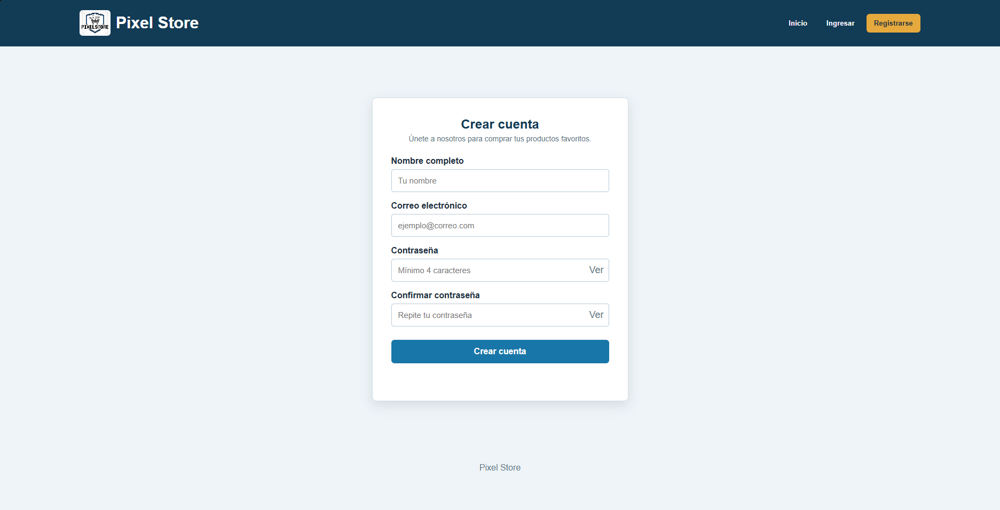 PIXELSTORE
Pixel Store
Inicio
Ingresar
Registrarse
Crear cuenta
Únete a nosotros para comprar tus productos favoritos.
Nombre completo
Tu nombre
Correo electrónico
ejemplo@correo.com
Contraseña
Mínimo 4 caracteres
Ver
Confirmar contraseña
Repite tu contraseña
Ver
Crear cuenta
Pixel Store